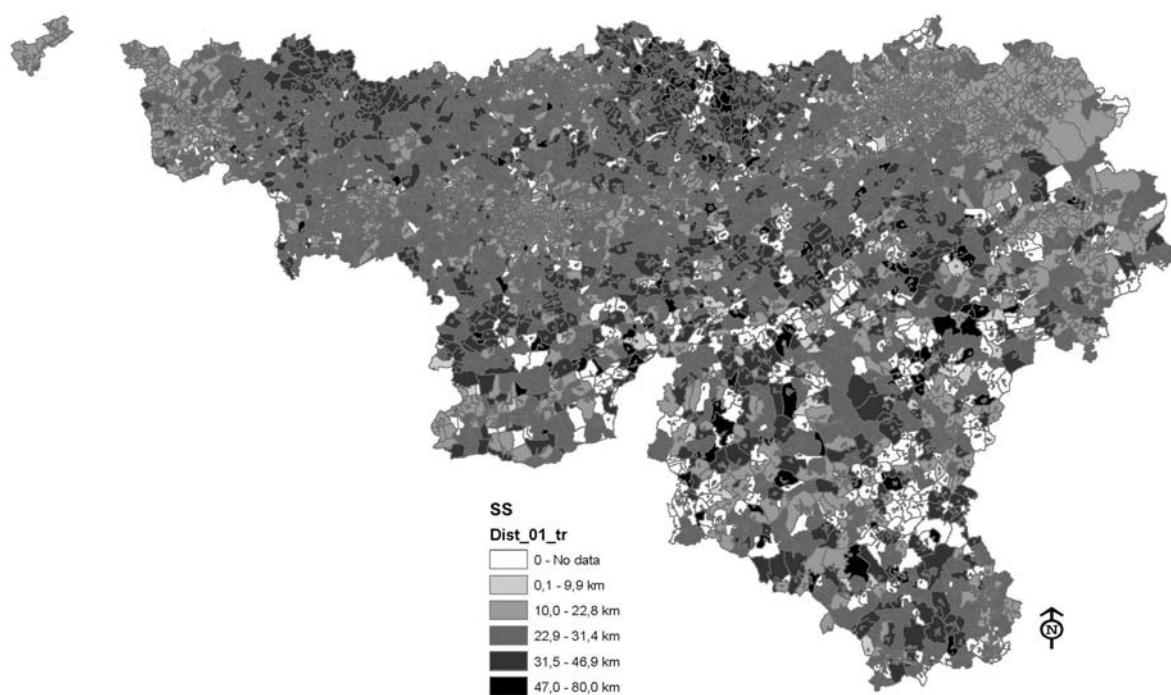 SS
Dist_01_tr
0 - No data
0,1 - 9,9 km
10,0 - 22,8 km
22,9 - 31,4 km
31,5 - 46,9 km
47,0 - 80,0 km
N